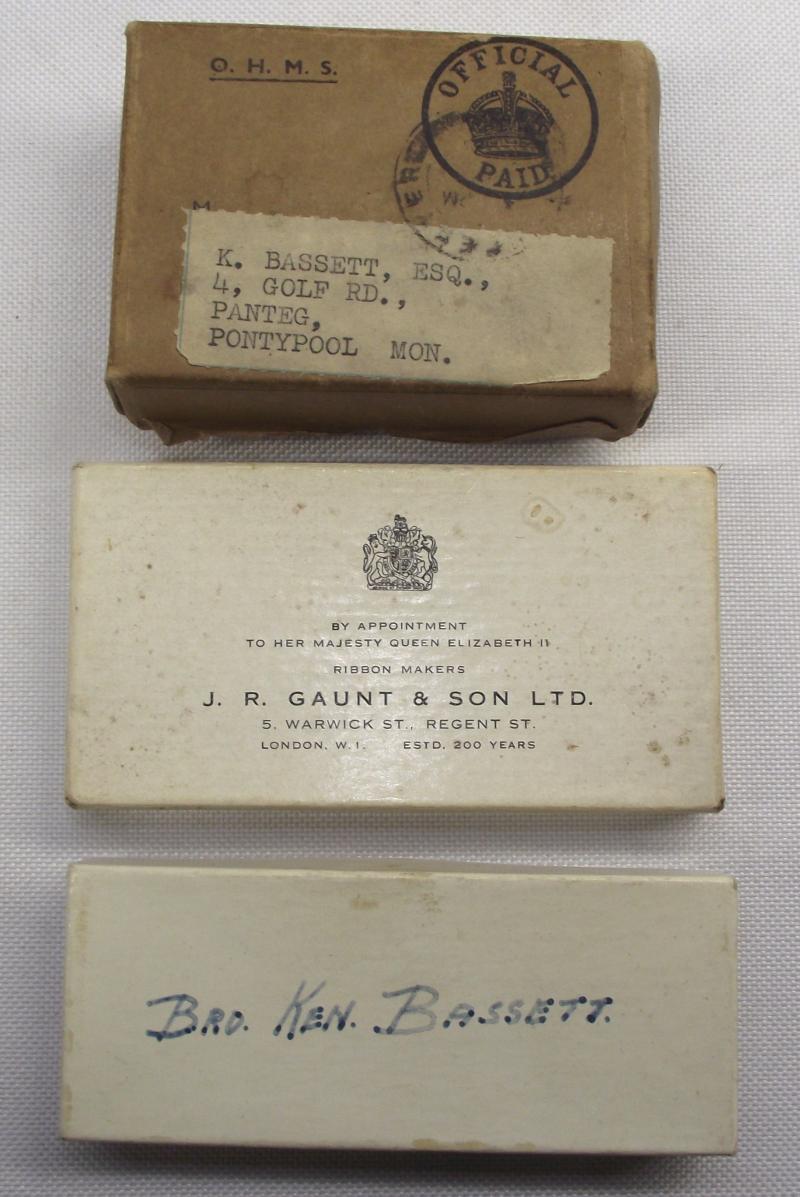 O. H. M. S.
OFFICIAL
PAID
M
K. BASSETT, ESQ.,
4, GOLF RD.,
PANTEG,
PONTYPOOL MON.
BY APPOINTMENT
TO HER MAJESTY QUEEN ELIZABETH II
RIBBON MAKERS
J. R. GAUNT & SON LTD.
5. WARWICK ST., REGENT ST.
LONDON, W.1. ESTD. 200 YEARS
BRO. KEN. BASSETT.